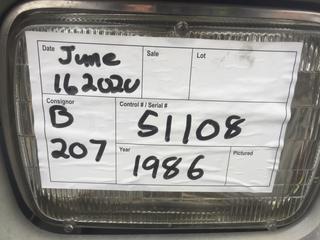 Date Sale Lot
June
16 2020
Consignor Control # / Serial #
B 51108
207
Year Pictured
1986